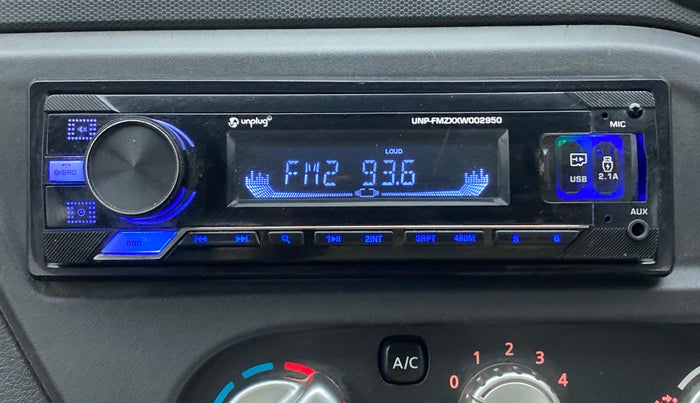 unplug
UNP-FMZXXW002950
MIC
LOUD
FM2 93.6
USB
2.1A
⏻/SRC
AUX
BND
1
2INT
3RPT
4RDM
5
6
A/C
0
1
2
3
4